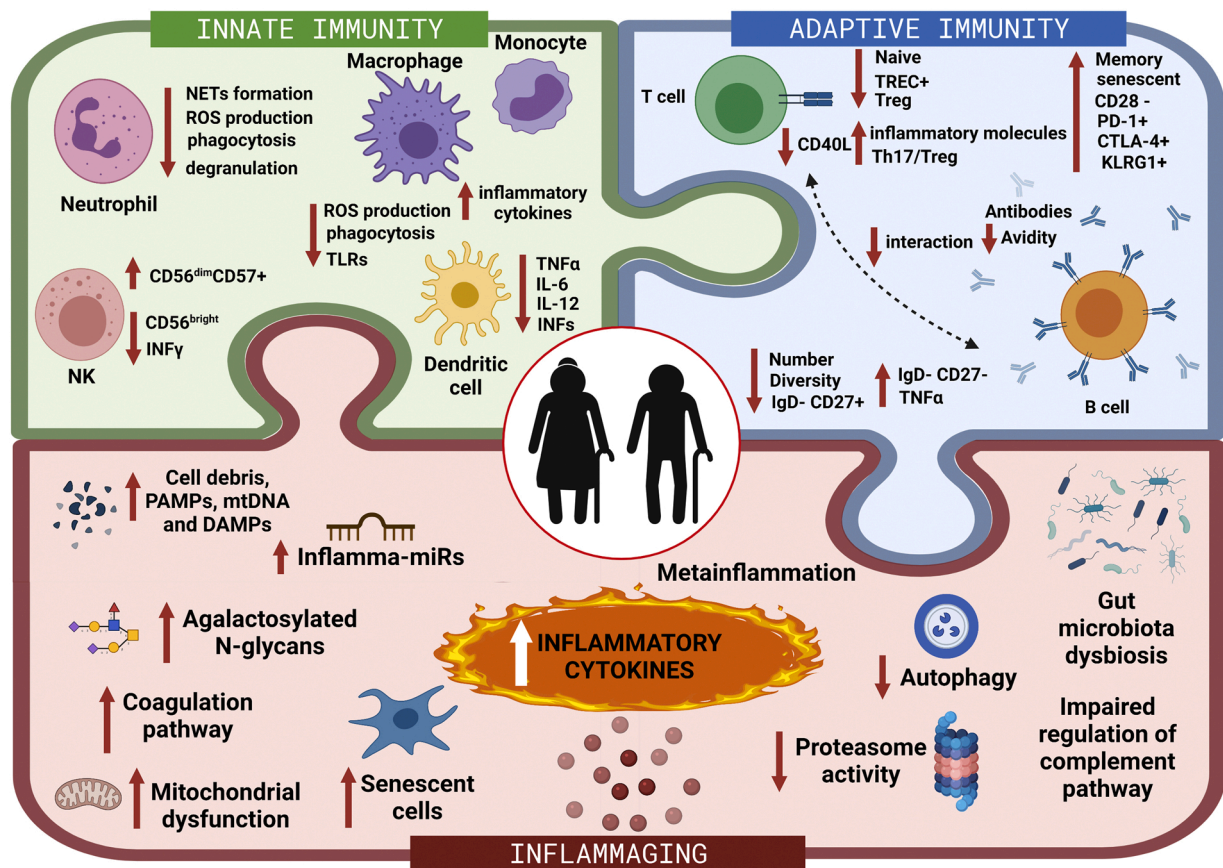 INNATE IMMUNITY
Neutrophil
NETs formation
ROS production
phagocytosis
degranulation
Macrophage
Monocyte
inflammatory
cytokines
ROS production
phagocytosis
TLRs
NK
CD56dimCD57+
CD56bright
INFγ
Dendritic
cell
TNFα
IL-6
IL-12
INFs
ADAPTIVE IMMUNITY
T cell
Naive
TREC+
Treg
CD40L
inflammatory molecules
Th17/Treg
Memory
senescent
CD28 -
PD-1+
CTLA-4+
KLRG1+
interaction
Antibodies
Avidity
Number
Diversity
IgD- CD27+
IgD- CD27-
TNFα
B cell
Cell debris,
PAMPs, mtDNA
and DAMPs
Inflamma-miRs
Agalactosylated
N-glycans
Coagulation
pathway
Mitochondrial
dysfunction
Senescent
cells
Metainflammation
INFLAMMATORY
CYTOKINES
Autophagy
Proteasome
activity
Gut
microbiota
dysbiosis
Impaired
regulation of
complement
pathway
INFLAMMAGING